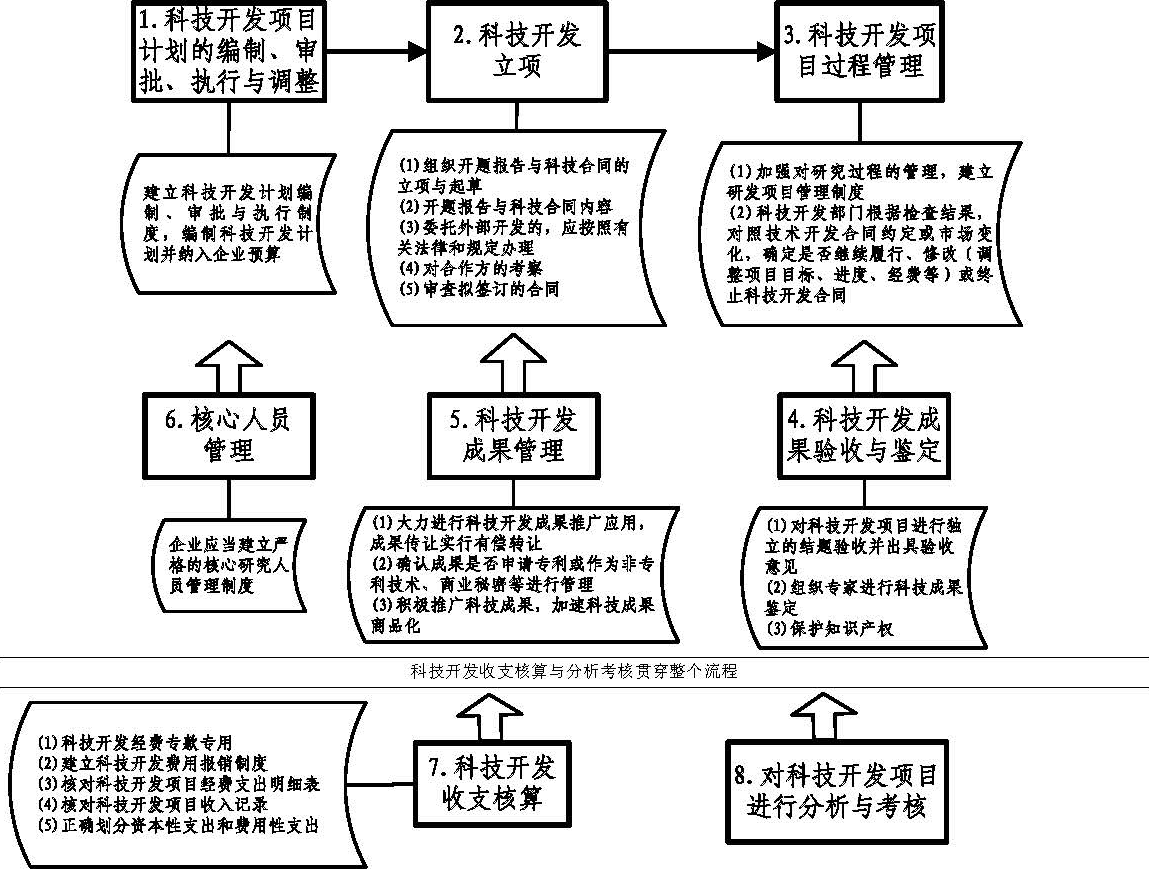 1. 科技开发项目
计划的编制、审
批、执行与调整
2. 科技开发
立项
3. 科技开发项
目过程管理
建立科技开发计划编
制、审批与执行制
度，编制科技开发计
划并纳入企业预算
(1)组织开题报告与科技合同的
立项与起草
(2)开题报告与科技合同内容
(3)委托外部开发的，应按照有
关法律和规定办理
(4)对合作方的考察
(5)审查拟签订的合同
(1)加强对研究过程的管理，建立
研发项目管理制度
(2)科技开发部门根据检查结果，
对照技术开发合同约定或市场变
化，确定是否继续履行、修改（调
整项目目标、进度、经费等）或终
止科技开发合同
6. 核心人员
管理
5. 科技开发
成果管理
4. 科技开发成
果验收与鉴定
企业应当建立严
格的核心研究人
员管理制度
(1)大力进行科技开发成果推广应用，
成果传让实行有偿转让
(2)确认成果是否申请专利或作为非专
利技术、商业秘密等进行管理
(3)积极推广科技成果，加速科技成果
商品化
(1)对科技开发项目进行独
立的结题验收并出具验收
意见
(2)组织专家进行科技成果
鉴定
(3)保护知识产权
科技开发收支核算与分析考核贯穿整个流程
(1)科技开发经费专款专用
(2)建立科技开发费用报销制度
(3)核对科技开发项目经费支出明细表
(4)核对科技开发项目收入记录
(5)正确划分资本性支出和费用性支出
7. 科技开发
收支核算
8. 对科技开发项目
进行分析与考核